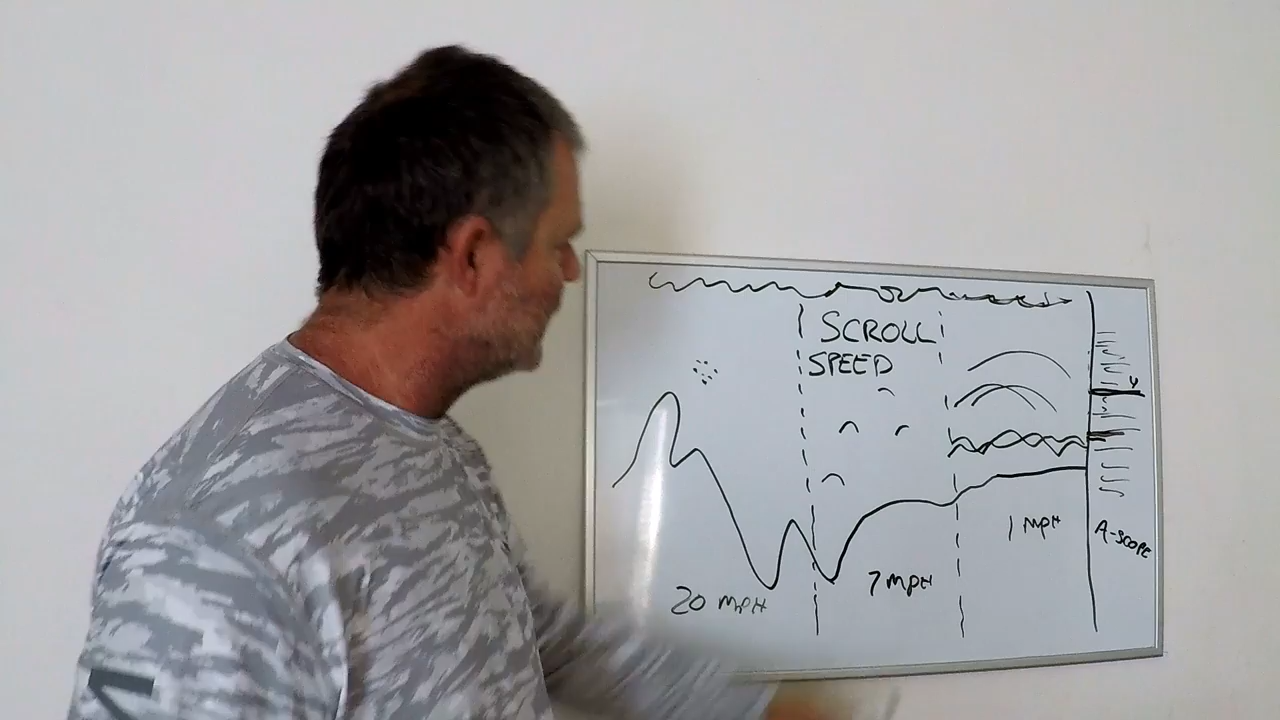 SCROLL
SPEED
20 MPH
7 MPH
1 MPH
A-SCOPE